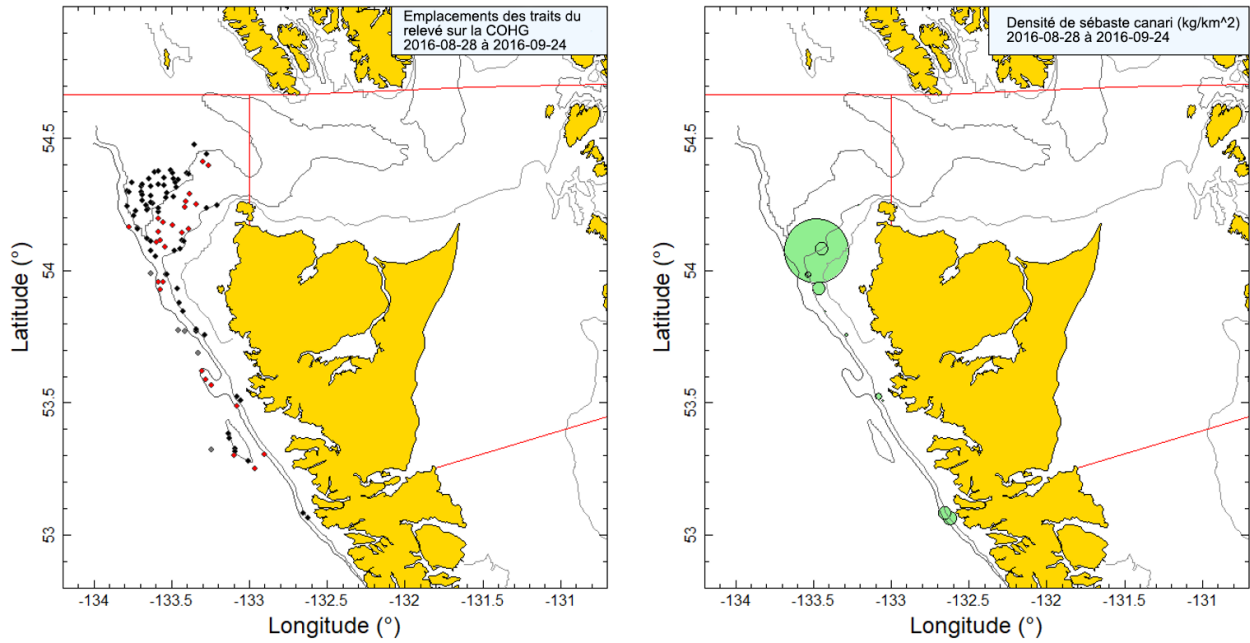 Emplacements des traits du
relevé sur la COHG
2016-08-28 à 2016-09-24
54.5
54
53.5
53
Latitude (°)
-134
-133.5
-133
-132.5
-132
-131.5
-131
Longitude (°)
Densité de sébaste canari (kg/km^2)
2016-08-28 à 2016-09-24
54.5
54
53.5
53
Latitude (°)
-134
-133.5
-133
-132.5
-132
-131.5
-131
Longitude (°)